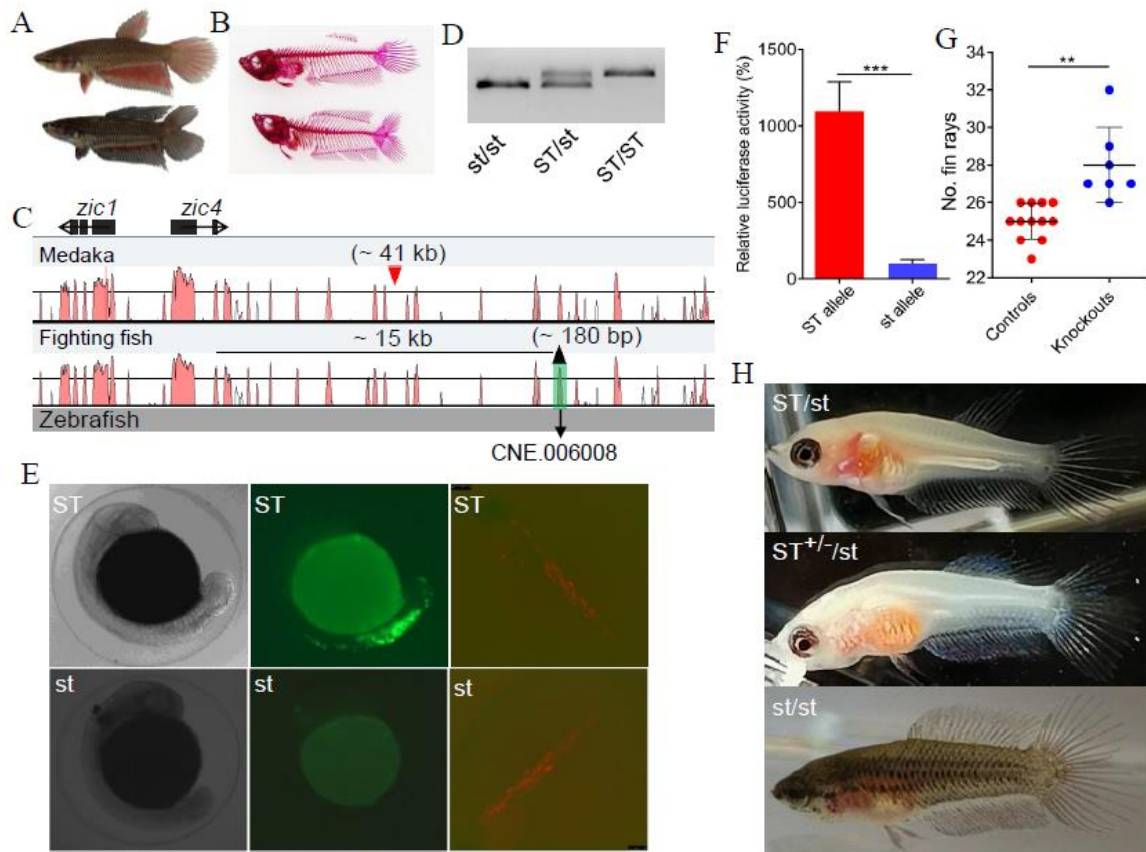 A
B
D
st/st
ST/st
ST/ST
F
Relative luciferase activity (%)
1500
1000
500
0
***
ST allele
st allele
G
No. fin rays
34
32
30
28
26
24
22
**
Controls
Knockouts
C
zic1
zic4
Medaka
(~ 41 kb)
Fighting fish
~ 15 kb
(~ 180 bp)
Zebrafish
CNE.006008
E
ST
ST
ST
st
st
st
H
ST/st
ST+/-/st
st/st